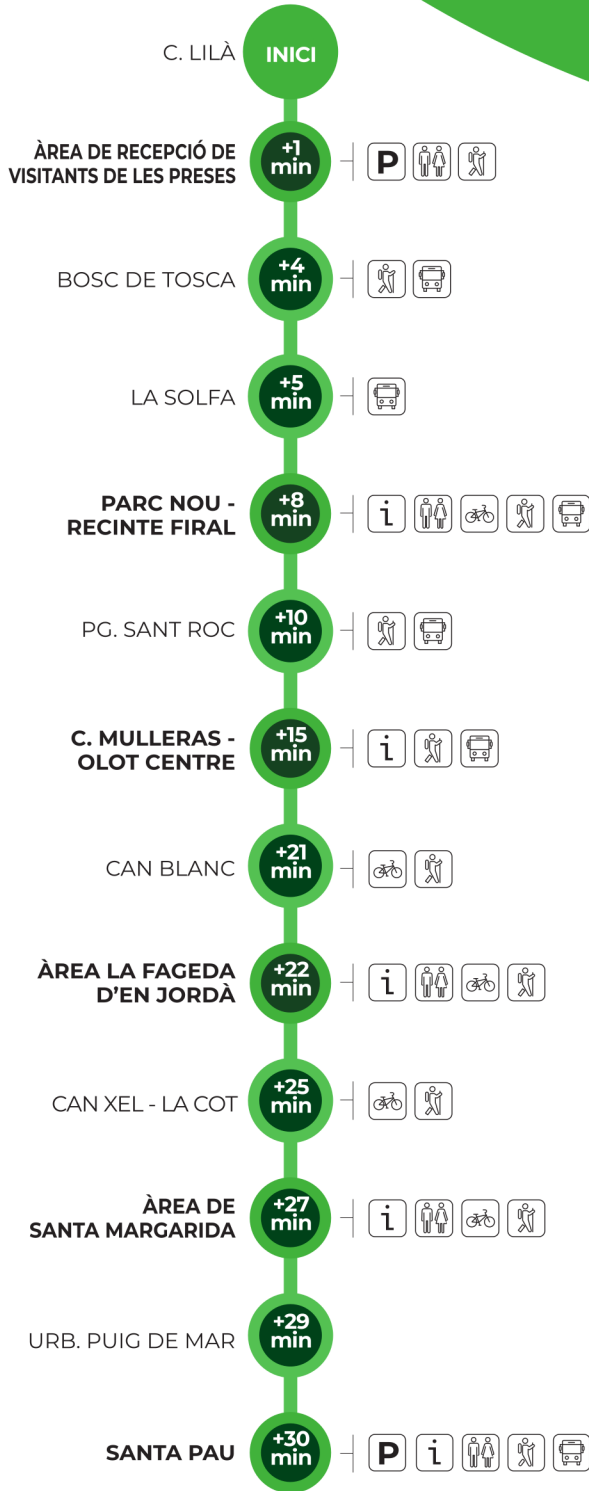 C. LILÀ
INICI
ÀREA DE RECEPCIÓ DE
VISITANTS DE LES PRESES
+1
min
P
BOSC DE TOSCA
+4
min
LA SOLFA
+5
min
PARC NOU -
RECINTE FIRAL
+8
min
i
PG. SANT ROC
+10
min
C. MULLERAS -
OLOT CENTRE
+15
min
i
CAN BLANC
+21
min
ÀREA LA FAGEDA
D’EN JORDÀ
+22
min
i
CAN XEL - LA COT
+25
min
ÀREA DE
SANTA MARGARIDA
+27
min
i
URB. PUIG DE MAR
+29
min
SANTA PAU
+30
min
P i